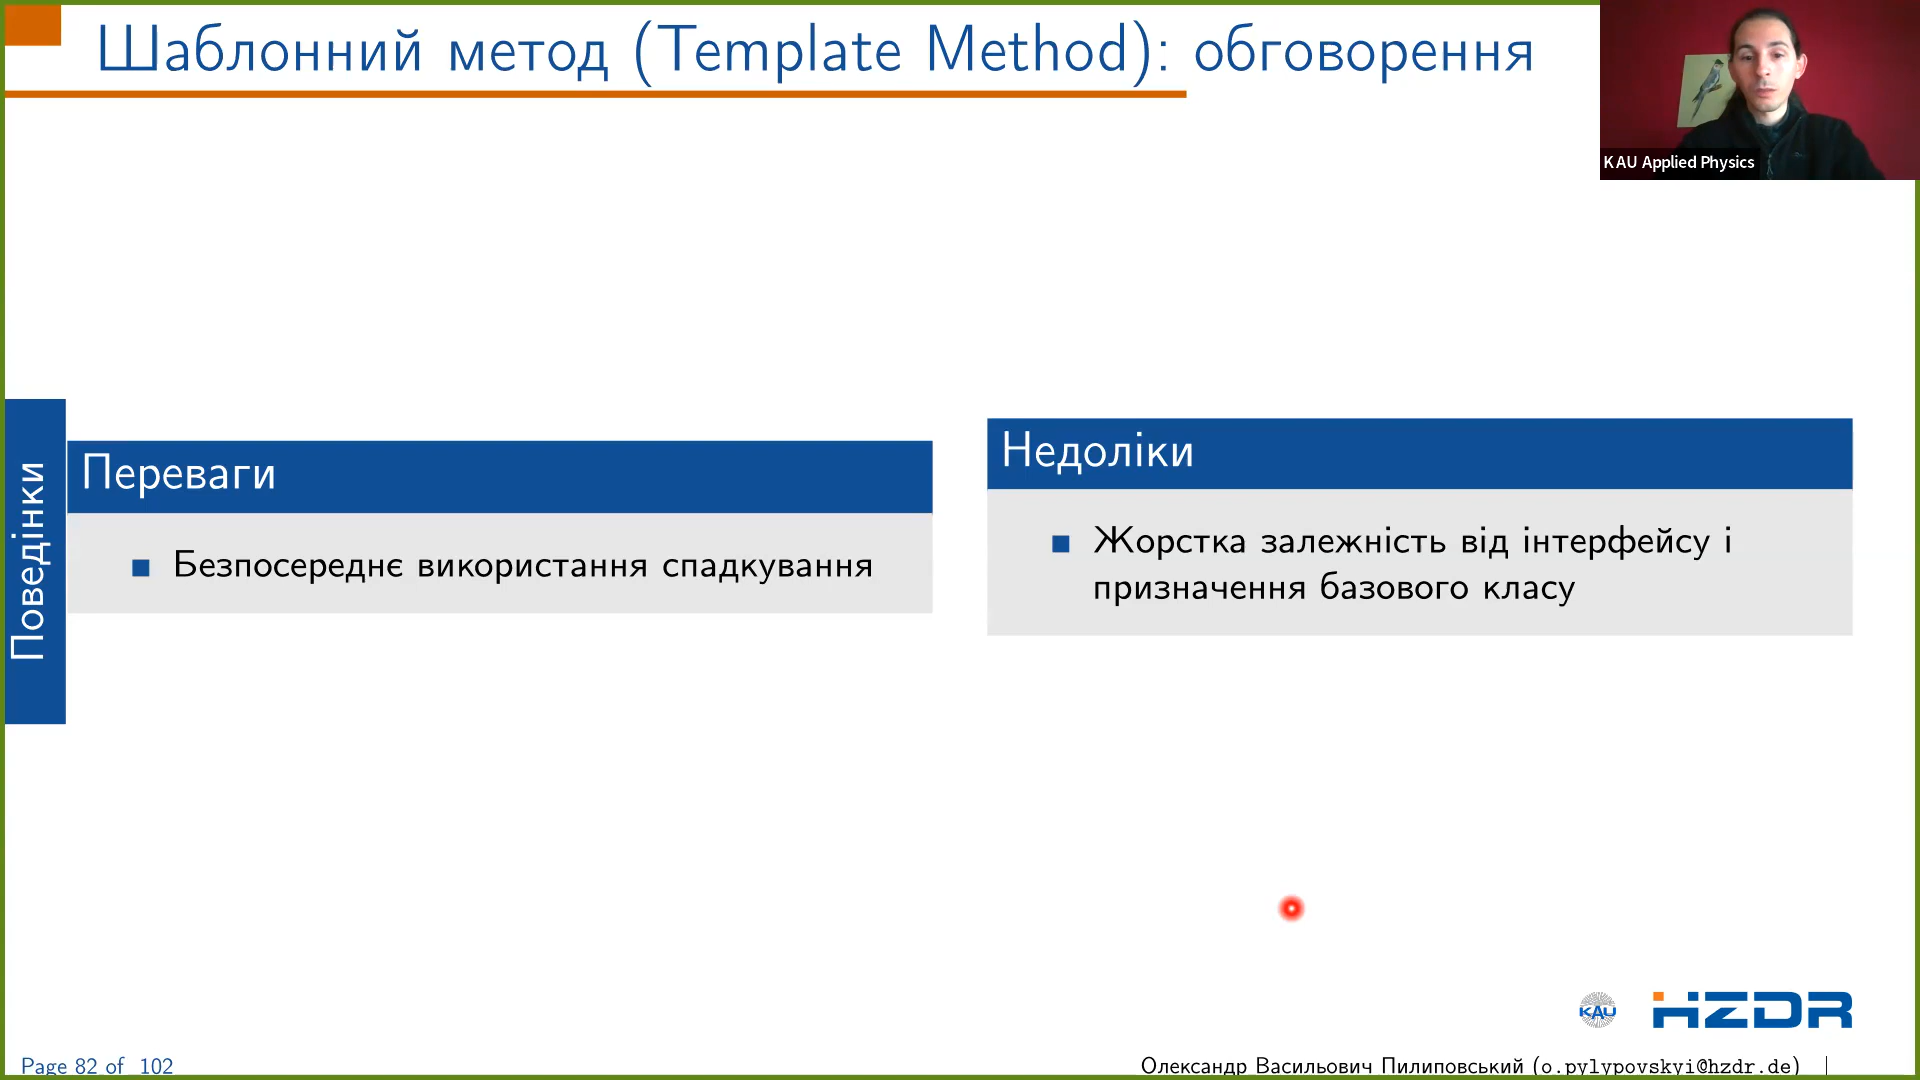 Шаблонний метод (Template Method): обговорення
KAU Applied Physics
Поведінки
Переваги
Безпосереднє використання спадкування
Недоліки
Жорстка залежність від інтерфейсу і
призначення базового класу
KAU
HZDR
Page 82 of 102
Олександр Васильович Пилиповський (o.pylypovskyi@hzdr.de)